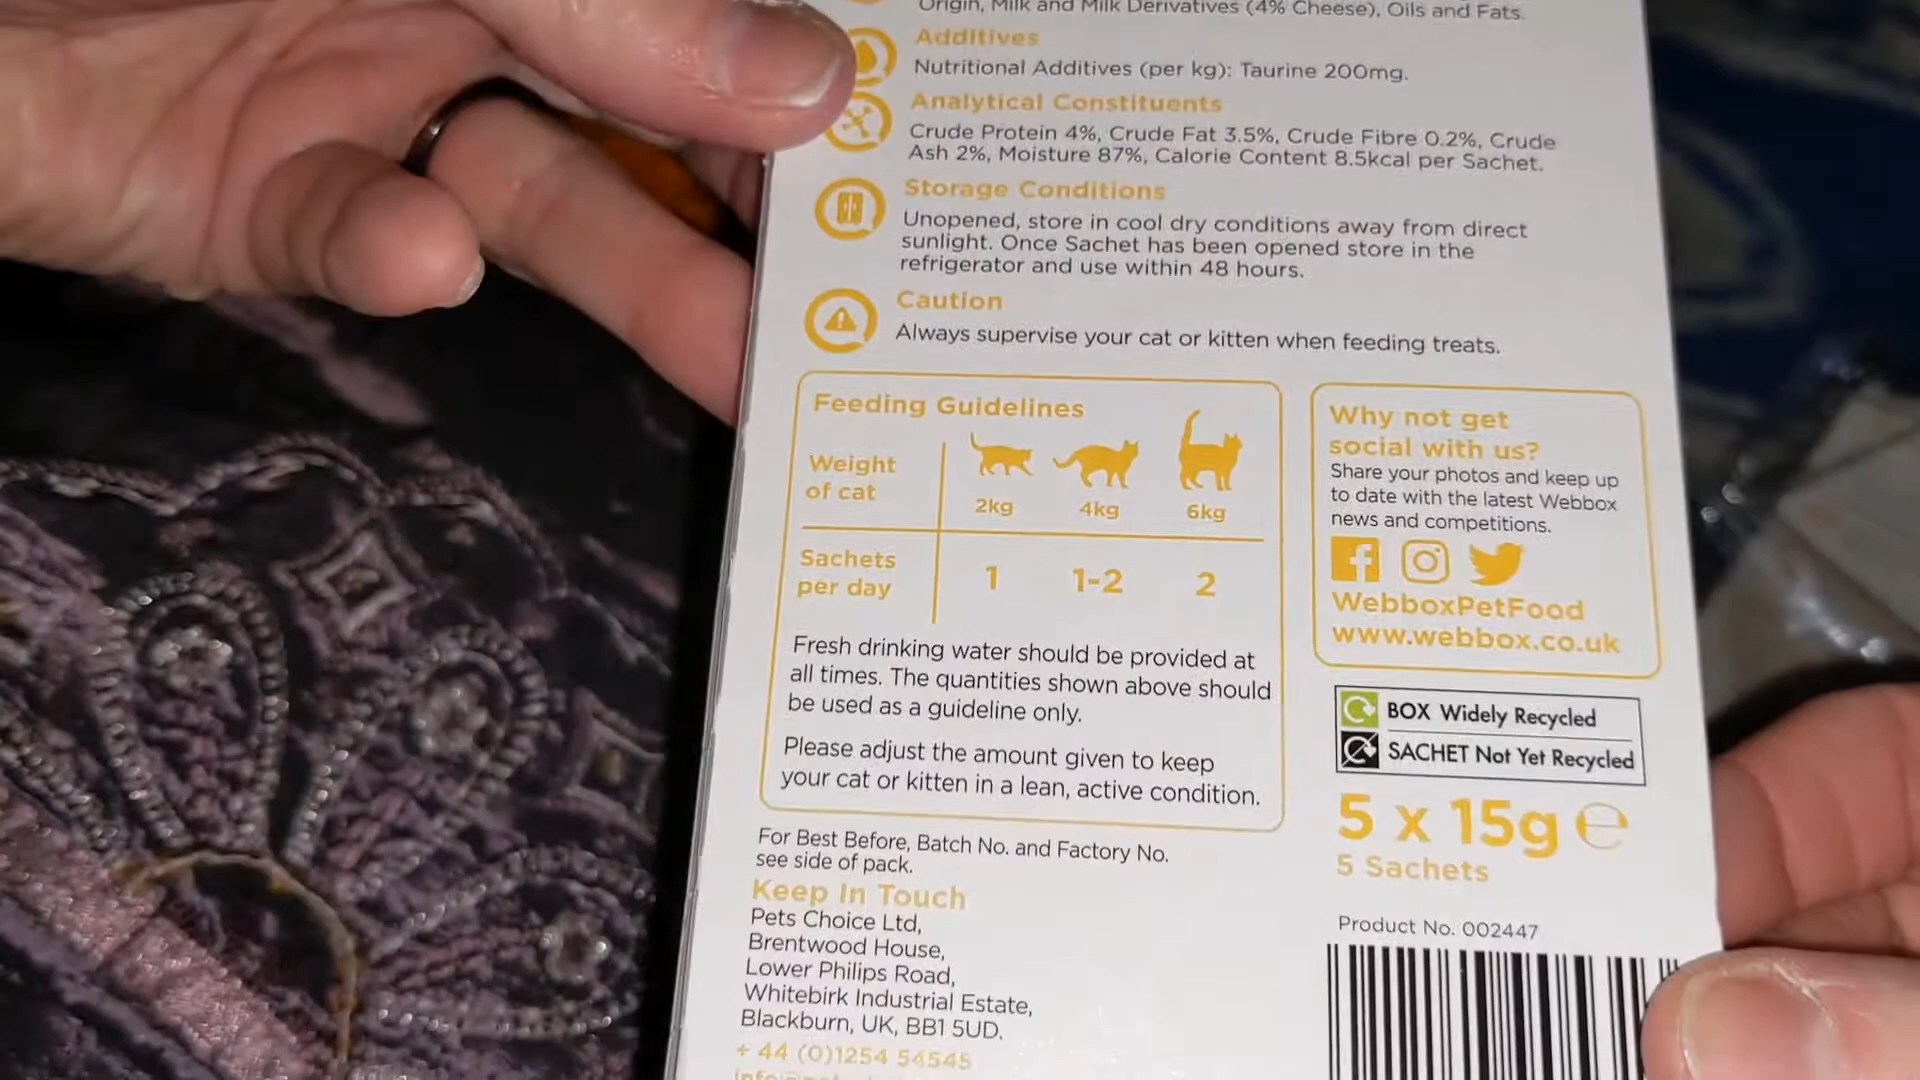 Origin, Milk and Milk Derivatives (4% Cheese), Oils and Fats.
Additives
Nutritional Additives (per kg): Taurine 200mg.
Analytical Constituents
Crude Protein 4%, Crude Fat 3.5%, Crude Fibre 0.2%, Crude
Ash 2%, Moisture 87%, Calorie Content 8.5kcal per Sachet.
Storage Conditions
Unopened, store in cool dry conditions away from direct
sunlight. Once Sachet has been opened store in the
refrigerator and use within 48 hours.
Caution
Always supervise your cat or kitten when feeding treats.
Feeding Guidelines
Weight
of cat
2kg 4kg 6kg
Sachets
per day
1 1-2 2
Fresh drinking water should be provided at
all times. The quantities shown above should
be used as a guideline only.
Please adjust the amount given to keep
your cat or kitten in a lean, active condition.
Why not get
social with us?
Share your photos and keep up
to date with the latest Webbox
news and competitions.
WebboxPetFood
www.webbox.co.uk
BOX Widely Recycled
SACHET Not Yet Recycled
5 x 15g e
5 Sachets
For Best Before, Batch No. and Factory No.
see side of pack.
Keep In Touch
Pets Choice Ltd,
Brentwood House,
Lower Philips Road,
Whitebirk Industrial Estate,
Blackburn, UK, BB1 5UD.
+ 44 (0)1254 54545
Product No. 002447